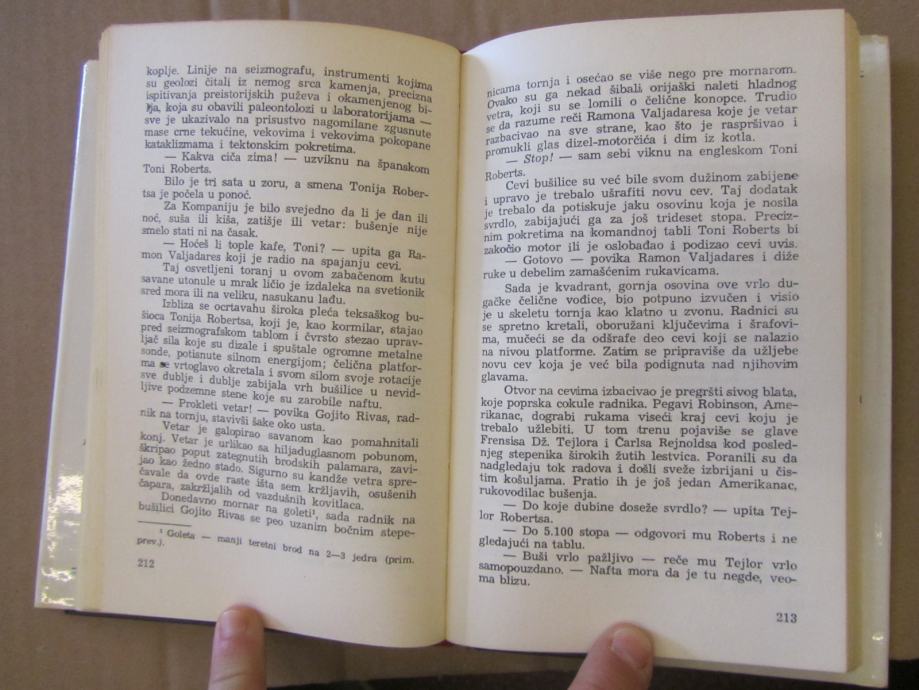 koplje. Linije na seizmografu, instrumenti kojima
su geolozi čitali iz nemog srca kamenja, precizna
ispitivanja preistorijskih puževa i okamenjenog bi-
lja, koja su obavili paleontolozi u laboratorijama —
sve je ukazivalo na prisustvo nagomilane zgusnute
mase crne tekućine, vekovima i vekovima pokopane
kataklizmama i tektonskim pokretima.
— Kakva ciča zima! — uzviknu na španskom
Toni Roberts.
Bilo je tri sata u zoru, a smena Tonija Rober-
tsa je počela u ponoć.
Za Kompaniju je bilo svejedno da li je dan ili
noć, suša ili kiša, zatišje ili vetar: bušenje nije
smelo stati ni na časak.
— Hoćeš li tople kafe, Toni? — upita ga Ra-
mon Valjadares koji je radio na spajanju cevi.
Taj osvetljeni toranj u ovom zabačenom kutu
savane utonule u mrak ličio je izdaleka na svetionik
sred mora ili na veliku, nasukanu lađu.
Izbliza se ocrtavahu široka pleća teksaškog bu-
šioca Tonija Robertsa, koji je, kao kormilar, stajao
pred seizmografskom tablom i čvrsto stezao uprav-
ljač sila koje su dizale i spuštale ogromne metalne
sonde, potisnute silnom energijom; čelična platfor-
ma se vrtoglavo okretala i svom silom svoje rotacije
sve dublje i dublje zabijala vrh bušilice u nevid-
ljive podzemne stene koje su zarobile naftu.
— Prokleti vetar! — povika Gojito Rivas, rad-
nik na tornju, stavivši šake oko usta.
Vetar je galopirao savanom kao pomahnitali
konj. Vetar je urlikao sa hiljaduglasnom pobunom,
škripao poput zategnutih brodskih palamara, zavi-
jao kao žedno stado. Sigurno su kandže vetra spre-
čavale da ovde raste išta sem kržljavih, osušenih
čapara, zakržljalih od vazdušnih kovitlaca.
Donedavno mornar na goleti¹, sada radnik na
bušilici Gojito Rivas se peo uzanim bočnim stepe-
¹ Goleta — manji teretni brod na 2—3 jedra (prim.
prev.).
212
nicama tornja i osećao se više nego pre mornarom.
Ovako su ga nekad šibali orijaški naleti hladnog
vetra, koji su se lomili o čelične konopce. Trudio
se da razume reči Ramona Valjadaresa koje je vetar
razbacivao na sve strane, kao što je raspršivao i
promukli glas dizel-motorčića i dim iz kotla.
— Stop! — sam sebi viknu na engleskom Toni
Roberts.
Cevi bušilice su već bile svom dužinom zabijene
i upravo je trebalo ušrafiti novu cev. Taj dodatak
je trebalo da potiskuje jaku osovinu koja je nosila
svrdlo, zabijajući ga za još trideset stopa. Preciz-
nim pokretima na komandnoj tabli Toni Roberts bi
zakočio motor ili je oslobađao i podizao cevi uvis.
— Gotovo — povika Ramon Valjadares i diže
ruke u debelim zamašćenim rukavicama.
Sada je kvadrant, gornja osovina ove vrlo du-
gačke čelične vođice, bio potpuno izvučen i visio
je u skeletu tornja kao klatno u zvonu. Radnici su
se spretno kretali, oboružani ključevima i šrafovi-
ma, mučeći se da odšrafe deo cevi koji se nalazio
na nivou platforme. Zatim se pripraviše da užljebe
novu cev koja je već bila podignuta nad njihovim
glavama.
Otvor na cevima izbacivao je pregršti sivog blata,
koje poprska cokule radnika. Pegavi Robinson, Ame-
rikanac, dograbi rukama viseći kraj cevi koju je
trebalo užlebiti. U tom trenu pojaviše se glave
Frensisa Dž. Tejlora i Čarlsa Rejnoldsa kod posled-
njeg stepenika širokih žutih lestvica. Poranili su da
nadgledaju tok radova i došli sveže izbrijani u čis-
tim košuljama. Pratio ih je još jedan Amerikanac,
rukovodilac bušenja.
— Do koje dubine doseže svrdlo? — upita Tej-
lor Robertsa.
— Do 5.100 stopa — odgovori mu Roberts i ne
gledajući na tablu.
— Buši vrlo pažljivo — reče mu Tejlor vrlo
samopouzdano. — Nafta mora da je tu negde, veo-
ma blizu.
213